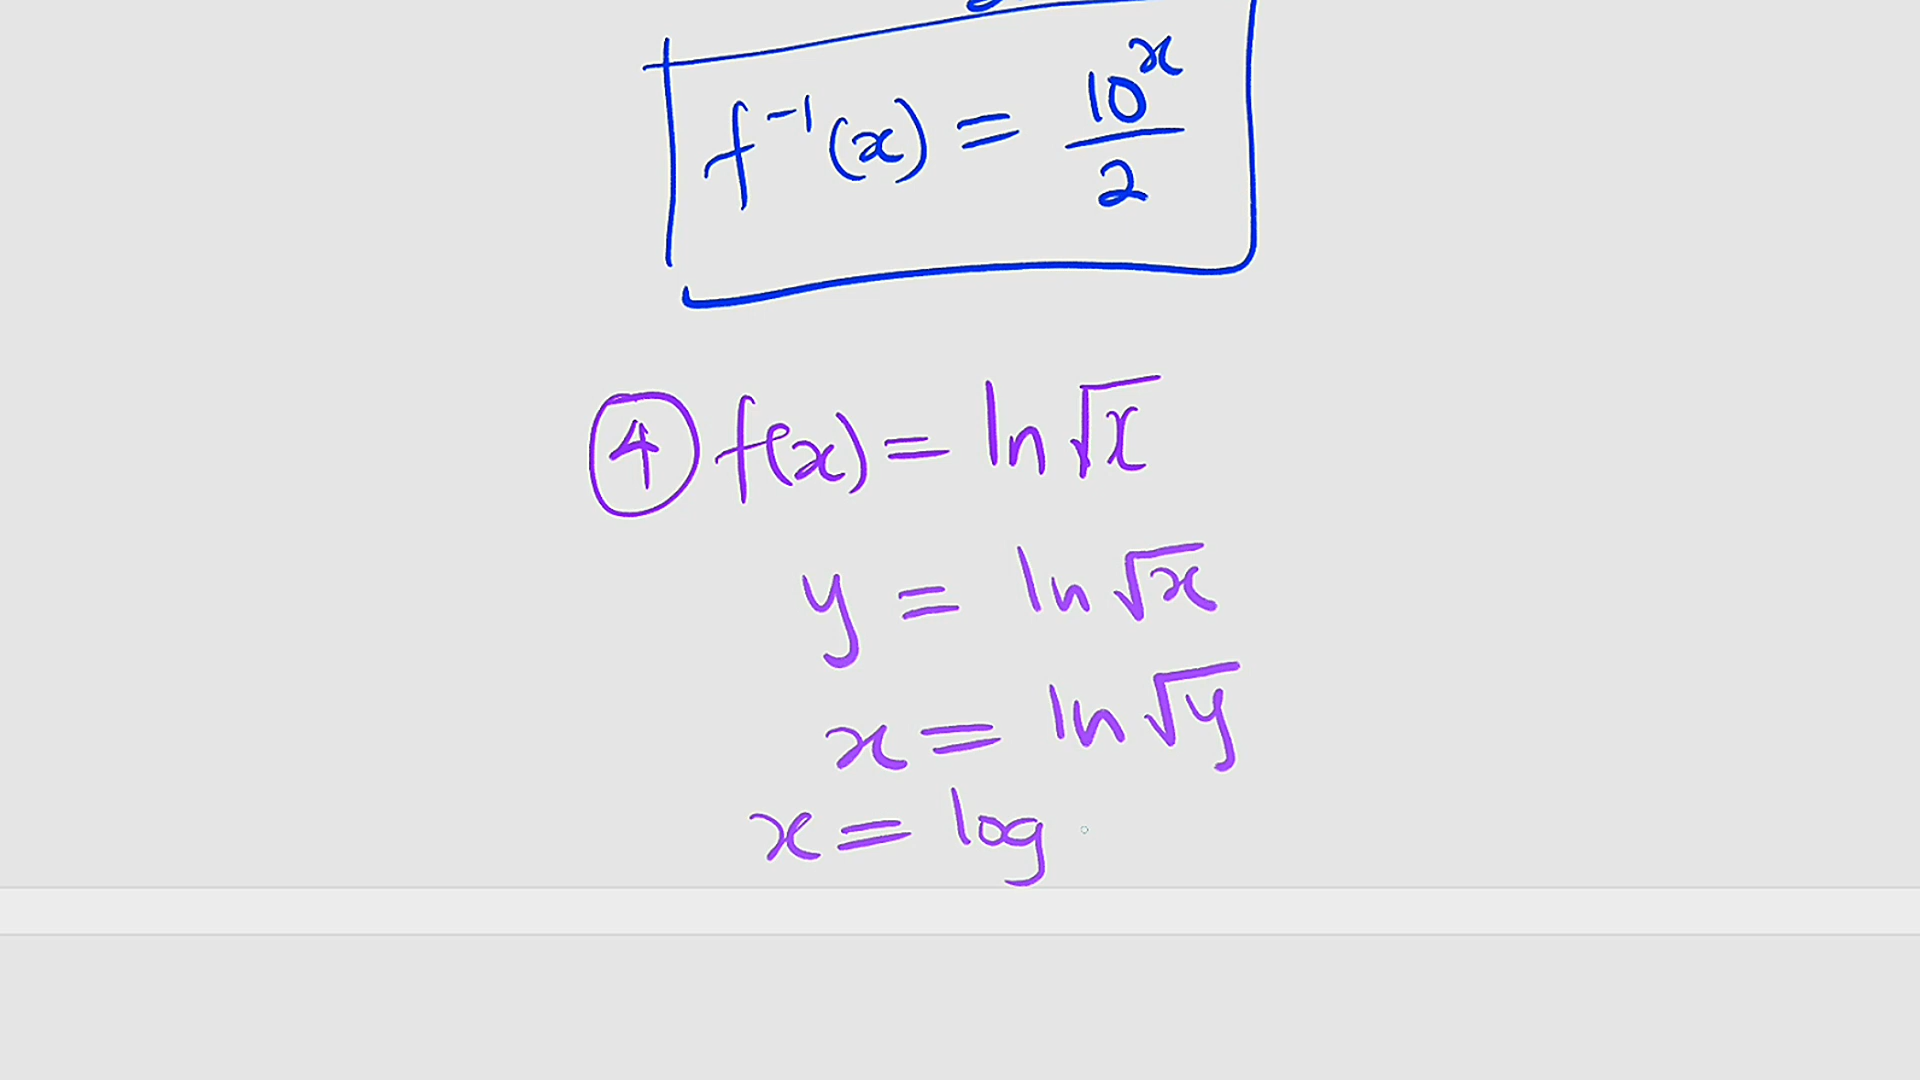 f⁻¹(x) = 10ˣ/2
④ f(x) = ln √x
y = ln √x
x = ln √y
x = log